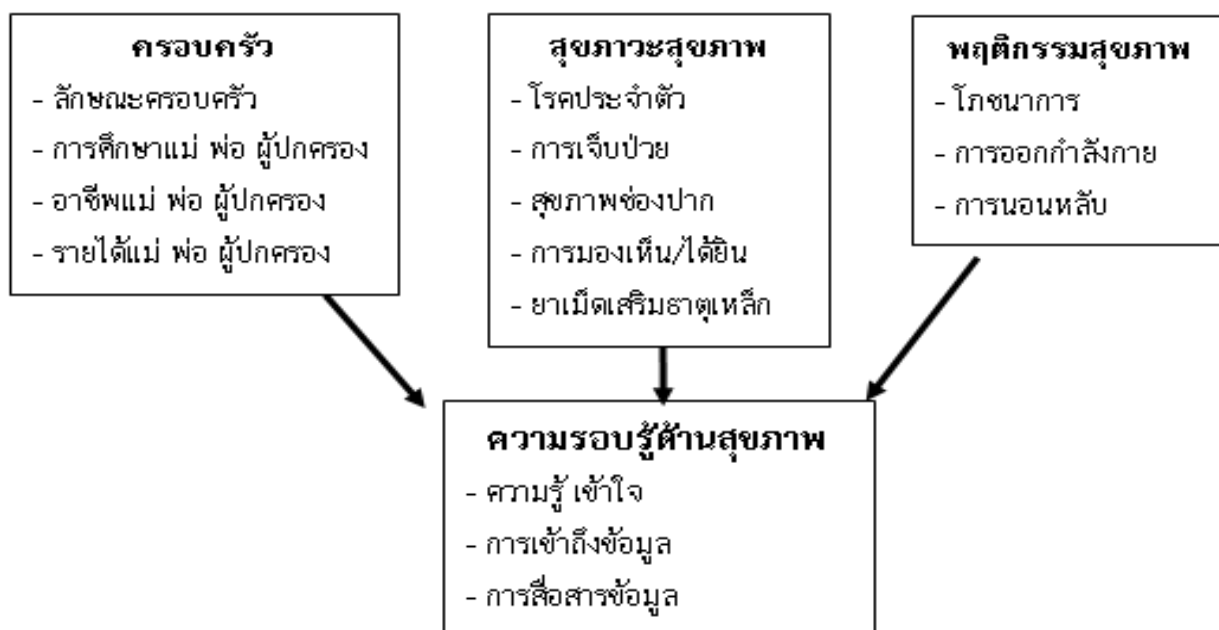 ครอบครัว
- ลักษณะครอบครัว
- การศึกษาแม่ พ่อ ผู้ปกครอง
- อาชีพแม่ พ่อ ผู้ปกครอง
- รายได้แม่ พ่อ ผู้ปกครอง
สุขภาวะสุขภาพ
- โรคประจำตัว
- การเจ็บป่วย
- สุขภาพช่องปาก
- การมองเห็น/ได้ยิน
- ยาเม็ดเสริมธาตุเหล็ก
พฤติกรรมสุขภาพ
- โภชนาการ
- การออกกำลังกาย
- การนอนหลับ
ความรอบรู้ด้านสุขภาพ
- ความรู้ เข้าใจ
- การเข้าถึงข้อมูล
- การสื่อสารข้อมูล